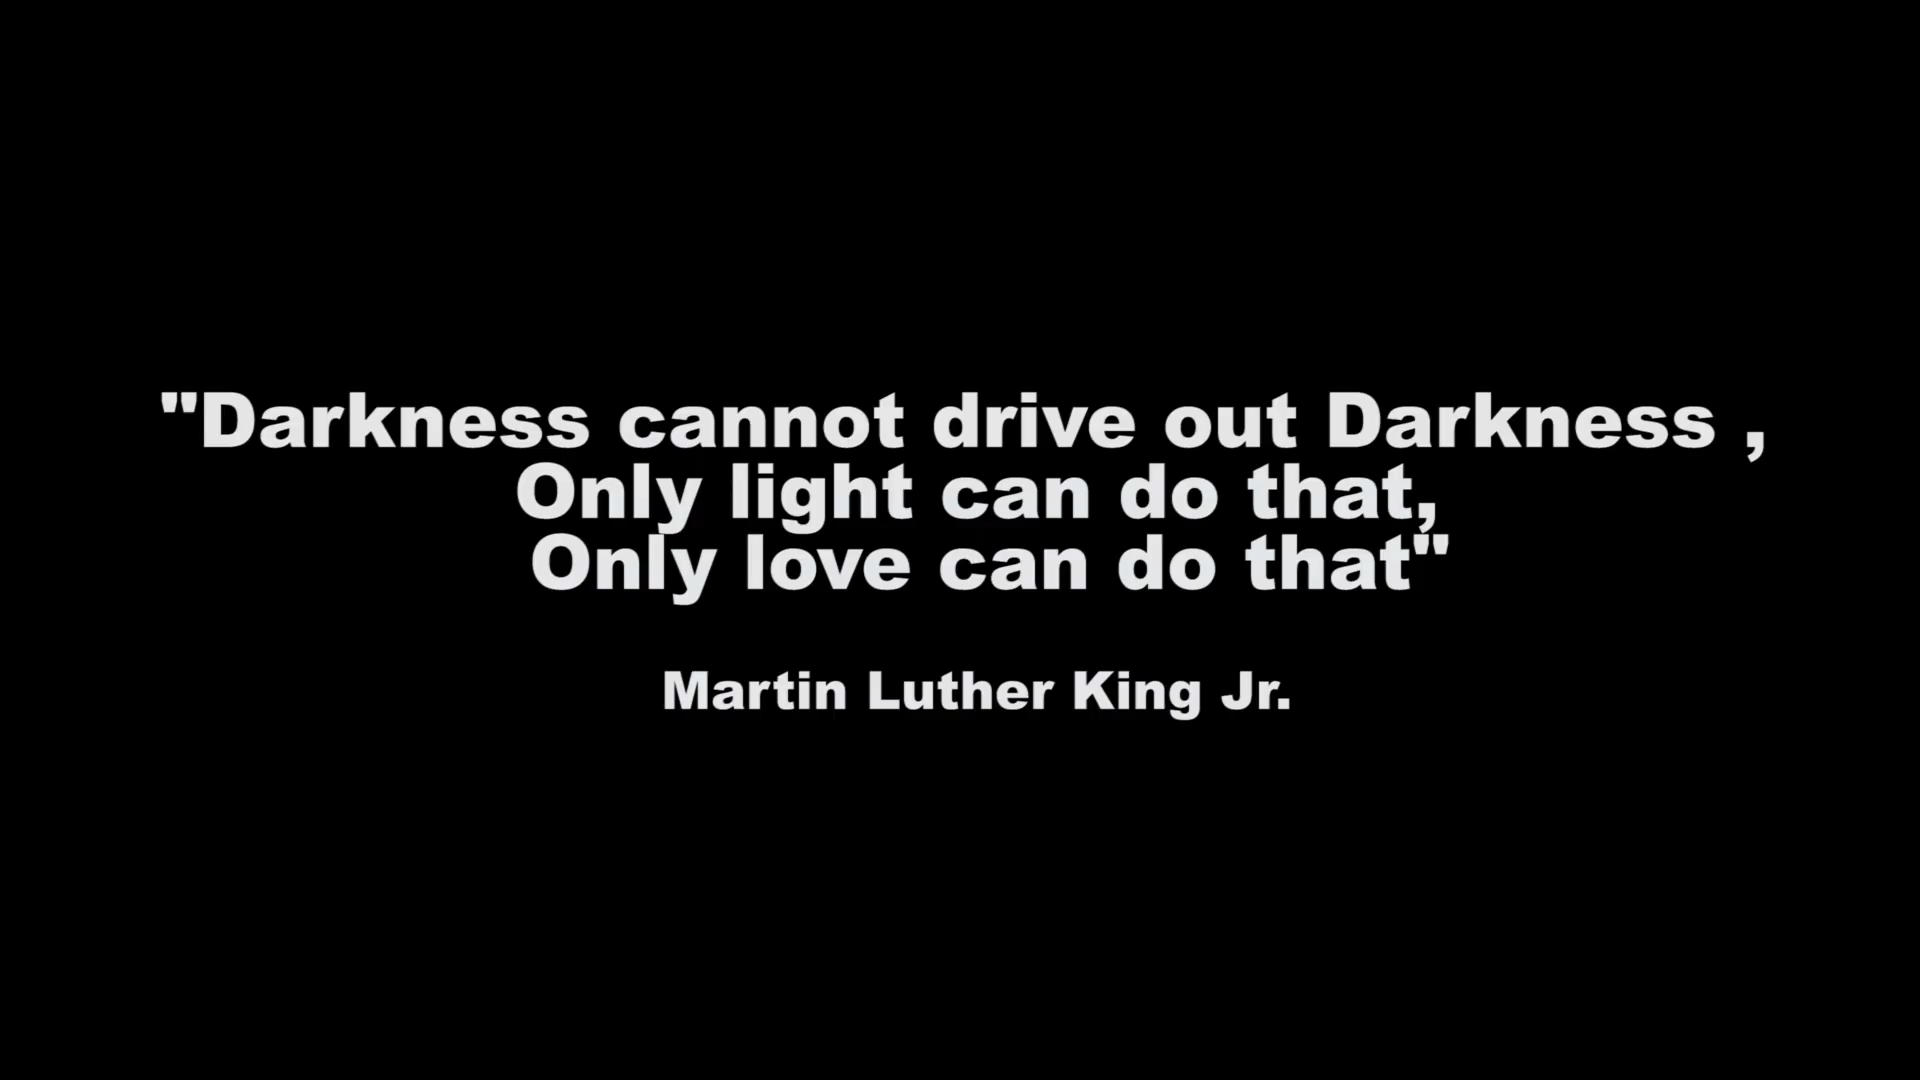 "Darkness cannot drive out Darkness ,
Only light can do that,
Only love can do that"
Martin Luther King Jr.